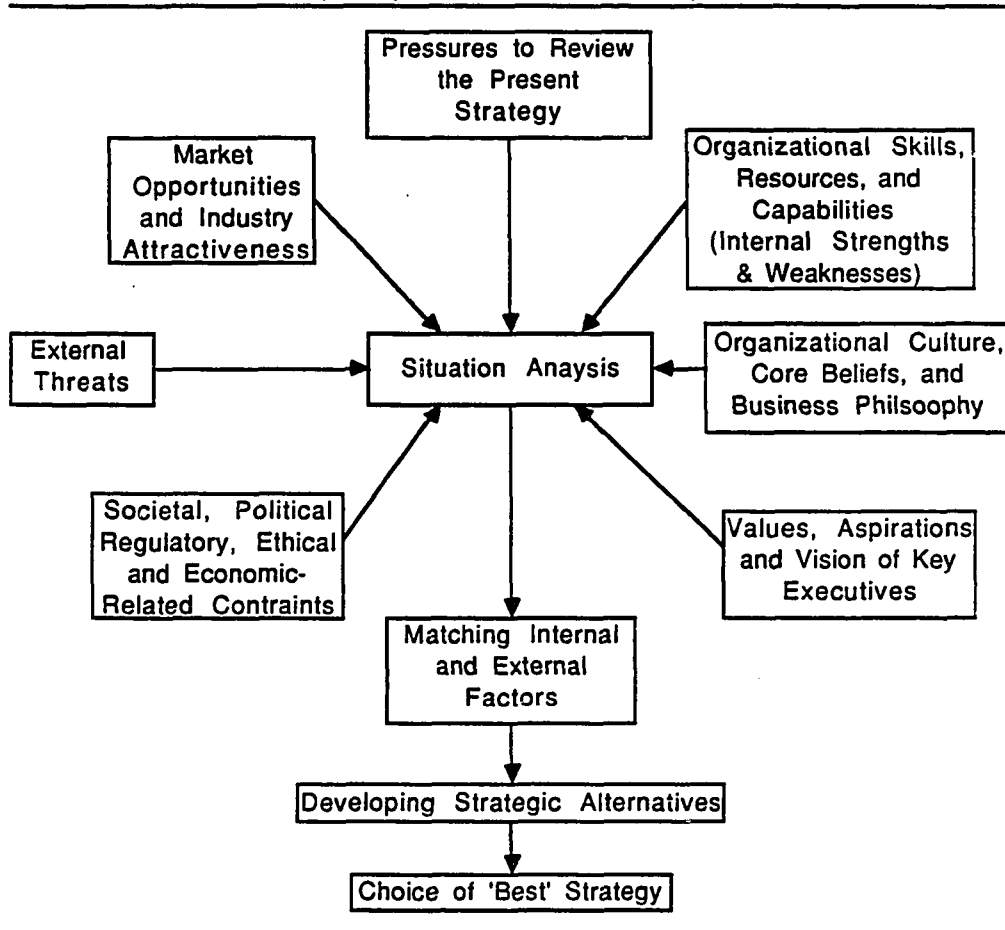 Pressures to Review
the Present
Strategy
Market
Opportunities
and Industry
Attractiveness
Organizational Skills,
Resources, and
Capabilities
(Internal Strengths
& Weaknesses)
External
Threats
Situation Anaysis
Organizational Culture,
Core Beliefs, and
Business Philsoophy
Societal, Political
Regulatory, Ethical
and Economic-
Related Contraints
Values, Aspirations
and Vision of Key
Executives
Matching Internal
and External
Factors
Developing Strategic Alternatives
Choice of 'Best' Strategy